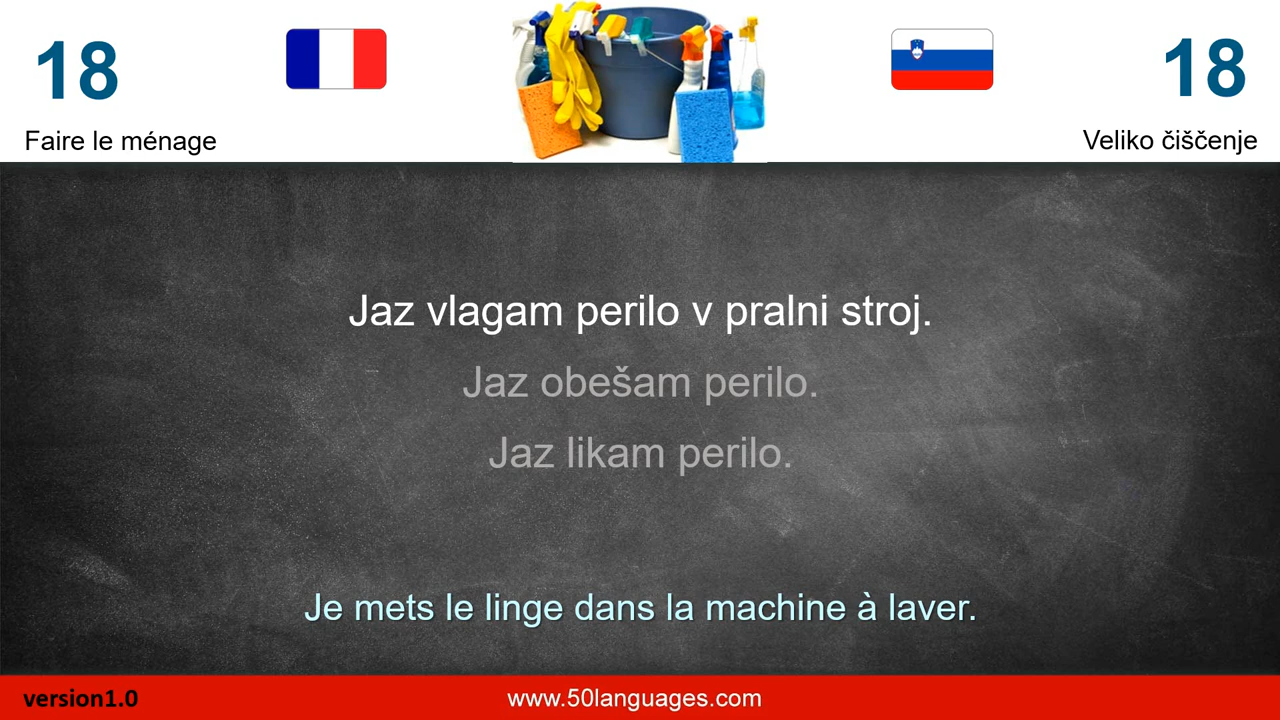 18
Faire le ménage
18
Veliko čiščenje
Jaz vlagam perilo v pralni stroj.
Jaz obešam perilo.
Jaz likam perilo.
Je mets le linge dans la machine à laver.
version1.0
www.50languages.com